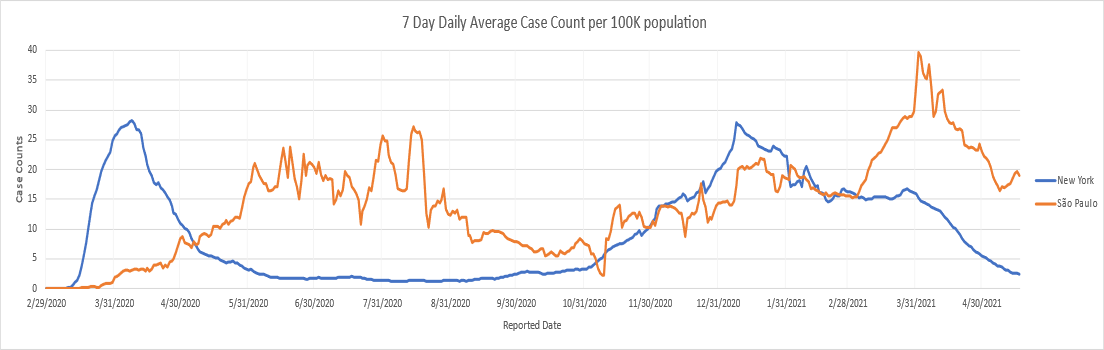 7 Day Daily Average Case Count per 100K population
40
35
30
25
20
15
10
5
0
Case Counts
2/29/2020 3/31/2020 4/30/2020 5/31/2020 6/30/2020 7/31/2020 8/31/2020 9/30/2020 10/31/2020 11/30/2020 12/31/2020 1/31/2021 2/28/2021 3/31/2021 4/30/2021
Reported Date
New York
São Paulo